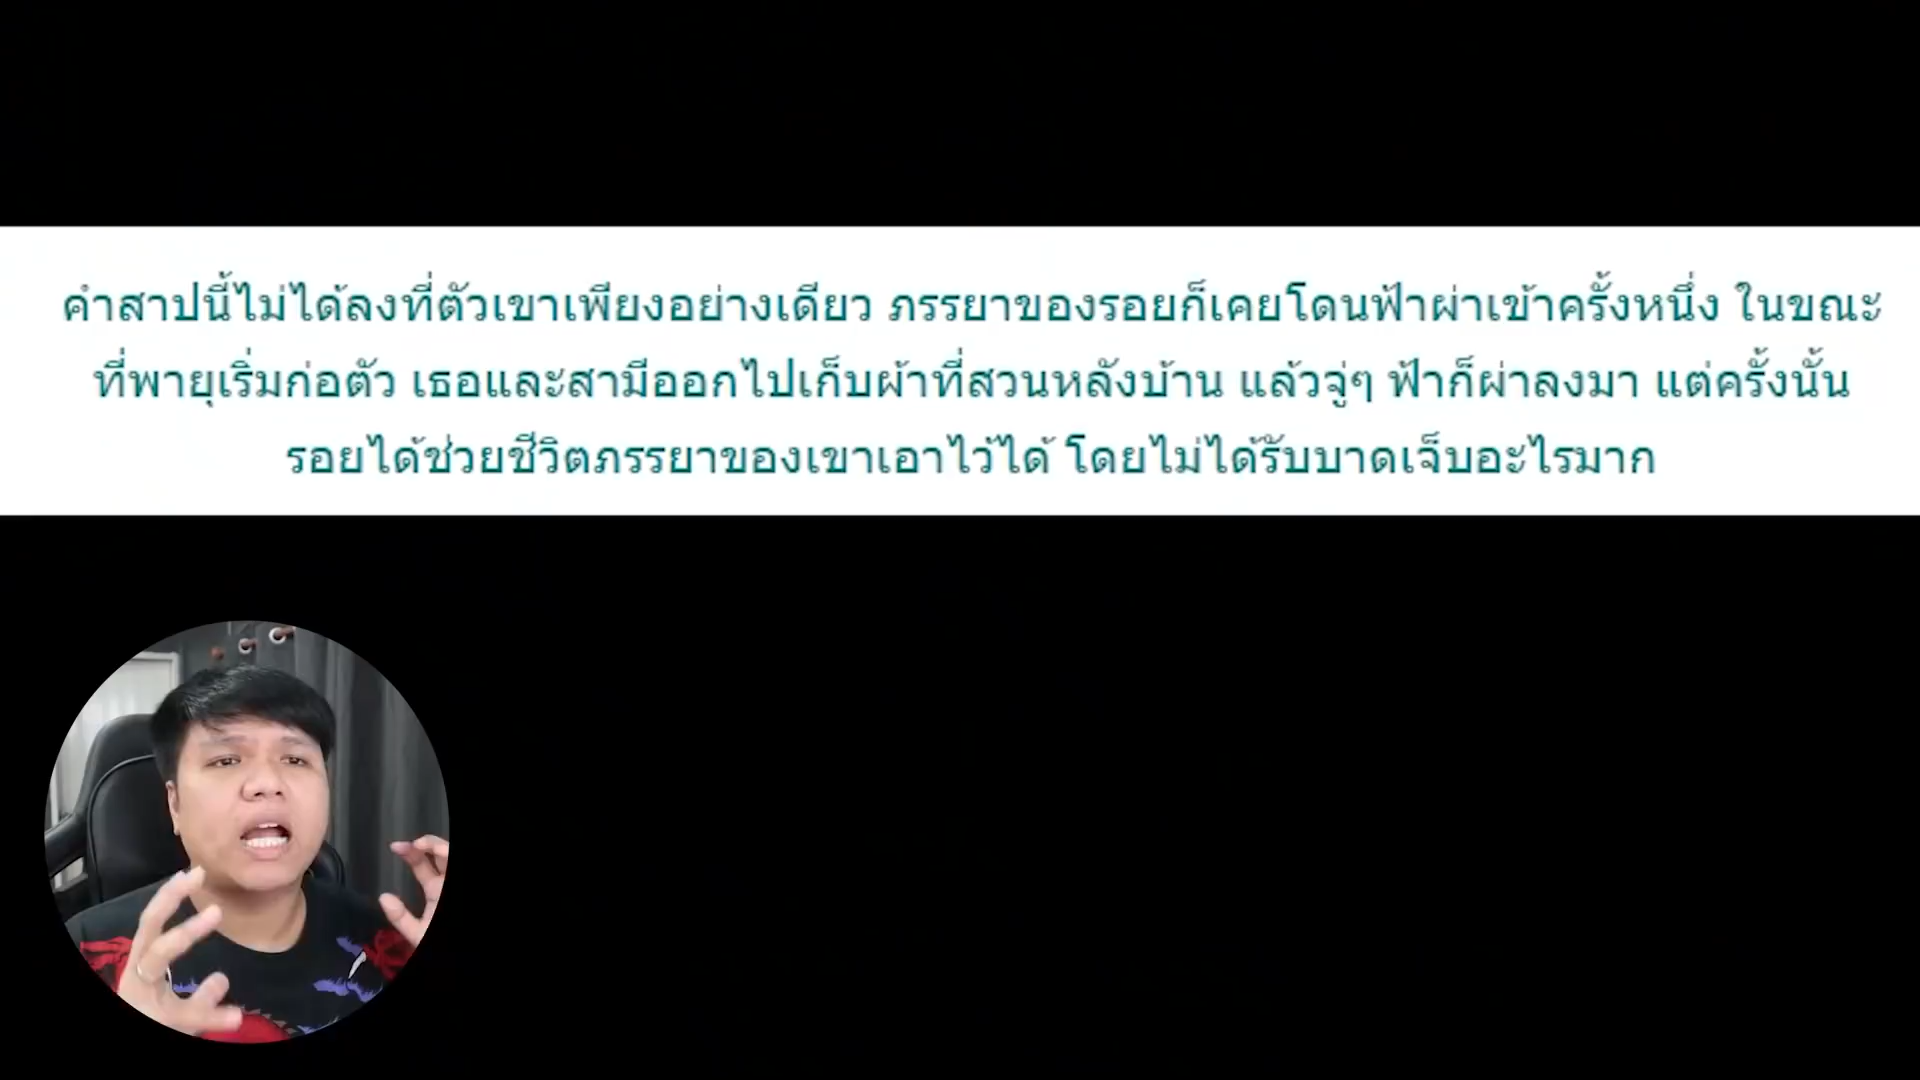 คำสาปนี้ไม่ได้ลงที่ตัวเขาเพียงอย่างเดียว ภรรยาของรอยก็เคยโดนฟ้าผ่าเข้าครั้งหนึ่ง ในขณะ
ที่พายุเริ่มก่อตัว เธอและสามีออกไปเก็บผ้าที่สวนหลังบ้าน แล้วจู่ๆ ฟ้าก็ผ่าลงมา แต่ครั้งนั้น
รอยได้ช่วยชีวิตภรรยาของเขาเอาไว้ได้ โดยไม่ได้รับบาดเจ็บอะไรมาก